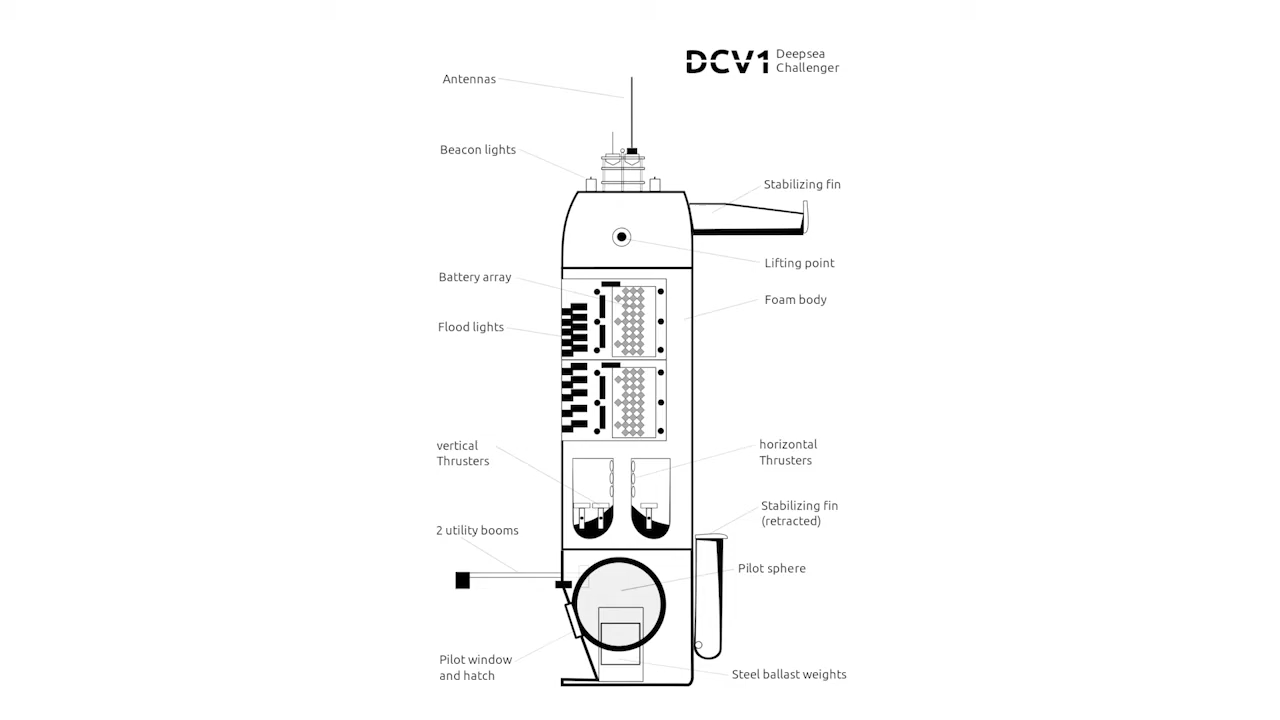 DCV1 Deepsea
Challenger
Antennas
Beacon lights
Stabilizing fin
Lifting point
Battery array
Foam body
Flood lights
vertical
Thrusters
horizontal
Thrusters
Stabilizing fin
(retracted)
2 utility booms
Pilot sphere
Pilot window
and hatch
Steel ballast weights